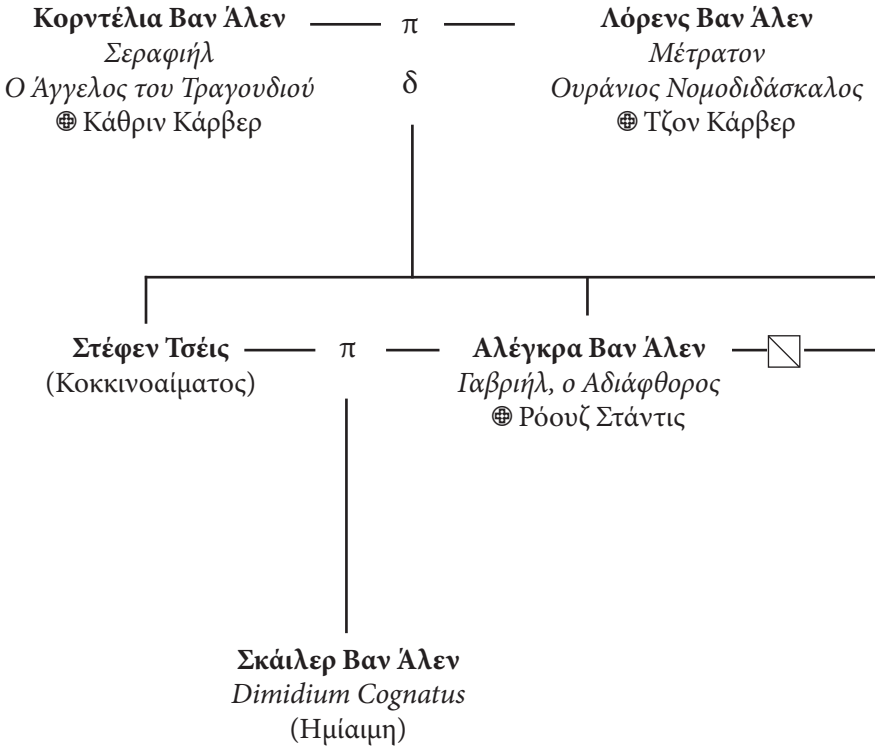 Κορντέλια Βαν Άλεν π Λόρενς Βαν Άλεν
Σεραφιήλ Μέτρατον
Ο Άγγελος του Τραγουδιού δ Ουράνιος Νομοδιδάσκαλος
Κάθριν Κάρβερ Τζον Κάρβερ
Στέφεν Τσέις π Αλέγκρα Βαν Άλεν
(Κοκκινοαίματος) Γαβριήλ, ο Αδιάφθορος
Ρόουζ Στάντις
Σκάιλερ Βαν Άλεν
Dimidium Cognatus
(Ημίαιμη)